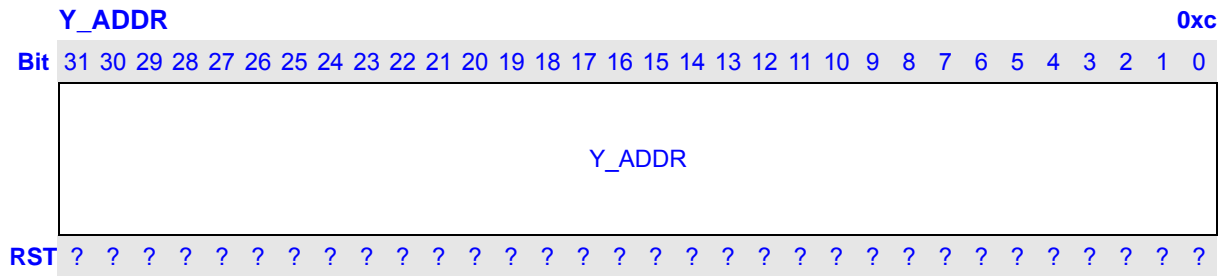 Y_ADDR 0xc
Bit 31 30 29 28 27 26 25 24 23 22 21 20 19 18 17 16 15 14 13 12 11 10 9 8 7 6 5 4 3 2 1 0
Y_ADDR
RST ? ? ? ? ? ? ? ? ? ? ? ? ? ? ? ? ? ? ? ? ? ? ? ? ? ? ? ? ? ? ? ?